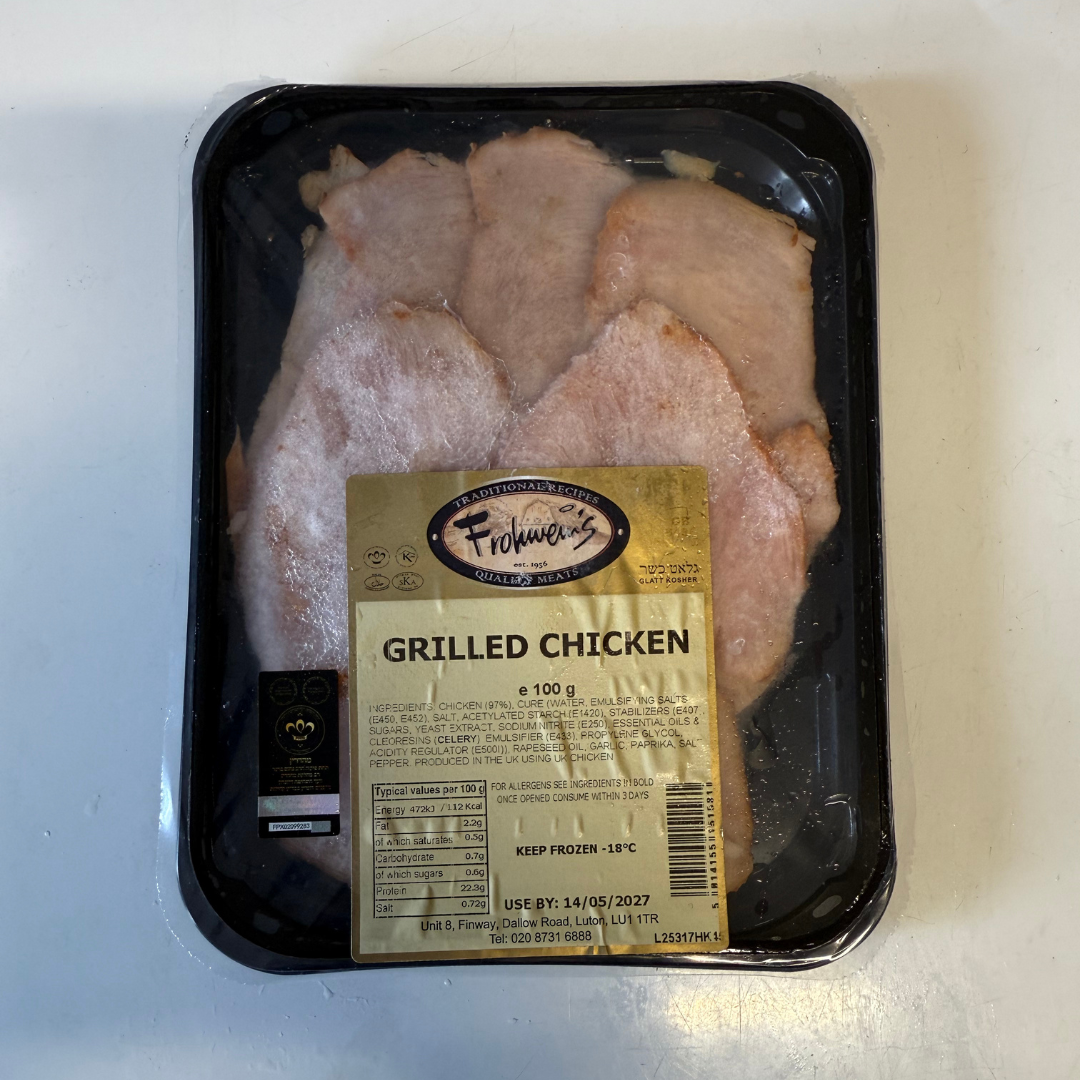 TRADITIONAL RECIPES
Frohwein's
est. 1956
QUALITY MEATS
K
SKA
גלאט כשר
GLATT KOSHER
GRILLED CHICKEN
e 100 g
INGREDIENTS: CHICKEN (97%), CURE (WATER, EMULSIFYING SALTS
(E450, E452), SALT, ACETYLATED STARCH (E1420), STABILIZERS (E407
SUGARS, YEAST EXTRACT, SODIUM NITRITE (E250), ESSENTIAL OILS &
OLEORESINS (CELERY), EMULSIFIER (E433), PROPYLENE GLYCOL,
ACIDITY REGULATOR (E500(I)), RAPESEED OIL, GARLIC, PAPRIKA, SALT
PEPPER. PRODUCED IN THE UK USING UK CHICKEN
FOR ALLERGENS SEE INGREDIENTS IN BOLD
ONCE OPENED CONSUME WITHIN 3 DAYS
Typical values per 100 g
Energy 472kJ / 112 Kcal
Fat 2.2g
of which saturates 0.5g
Carbohydrate 0.7g
of which sugars 0.6g
Protein 22.3g
Salt 0.72g
KEEP FROZEN -18°C
USE BY: 14/05/2027
Unit 8, Finway, Dallow Road, Luton, LU1 1TR
Tel: 020 8731 6888
L25317HK
מהדרין